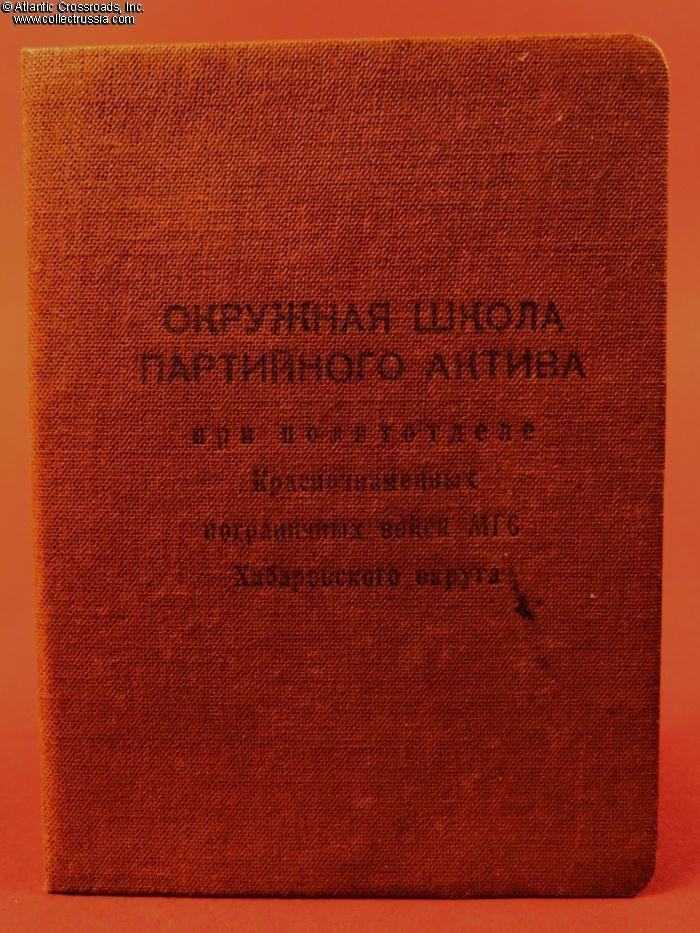 © Atlantic Crossroads, Inc.
www.collectrussia.com
ОКРУЖНАЯ ШКОЛА
ПАРТИЙНОГО АКТИВА
при политотделе
Краснознаменных
пограничных войск МГБ
Хабаровского округа